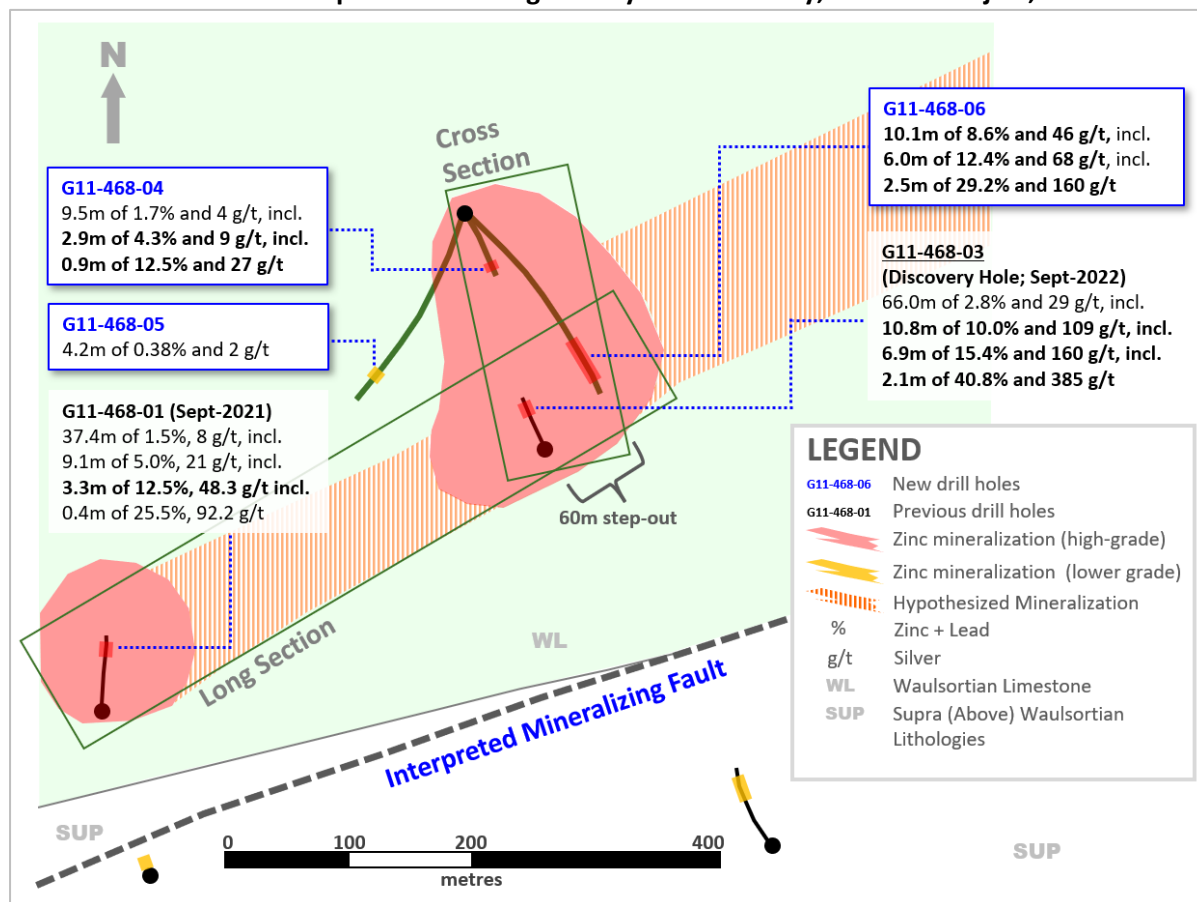 N
Cross
Section
G11-468-06
10.1m of 8.6% and 46 g/t, incl.
6.0m of 12.4% and 68 g/t, incl.
2.5m of 29.2% and 160 g/t
G11-468-04
9.5m of 1.7% and 4 g/t, incl.
2.9m of 4.3% and 9 g/t, incl.
0.9m of 12.5% and 27 g/t
G11-468-03
(Discovery Hole; Sept-2022)
66.0m of 2.8% and 29 g/t, incl.
10.8m of 10.0% and 109 g/t, incl.
6.9m of 15.4% and 160 g/t, incl.
2.1m of 40.8% and 385 g/t
G11-468-05
4.2m of 0.38% and 2 g/t
G11-468-01 (Sept-2021)
37.4m of 1.5%, 8 g/t, incl.
9.1m of 5.0%, 21 g/t, incl.
3.3m of 12.5%, 48.3 g/t incl.
0.4m of 25.5%, 92.2 g/t
60m step-out
LEGEND
G11-468-06 New drill holes
G11-468-01 Previous drill holes
Zinc mineralization (high-grade)
Zinc mineralization (lower grade)
Hypothesized Mineralization
% Zinc + Lead
g/t Silver
WL Waulsortian Limestone
SUP Supra (Above) Waulsortian
Lithologies
Long Section
WL
Interpreted Mineralizing Fault
SUP
0 100 200 400
metres
SUP